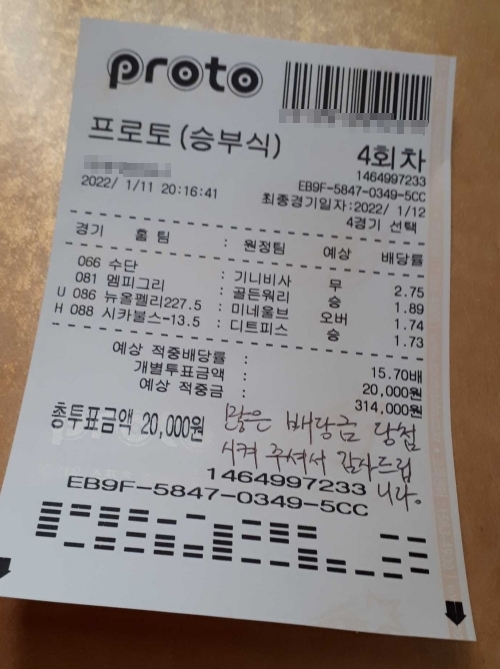 proto
프로토(승부식)
4회차
1464997233
EB9F-5847-0349-5CC
2022/ 1/11 20:16:41
최종경기일자:2022/ 1/12
4경기 선택
경기 홈 팀 : 원정팀 예상 배당률
066 수단 : 기니비사 무 2.75
081 멤피그리 : 골든워리 승 1.89
U 086 뉴올펠리227.5 : 미네울브 오버 1.74
H 088 시카불스-13.5 : 디트피스 승 1.73
예상 적중배당률 : 15.70배
개별투표금액 : 20,000원
예상 적중금 : 314,000원
총투표금액 20,000원
많은 배당금 당첨
시켜 주셔서 감사드립
니다.
1464997233
EB9F-5847-0349-5CC